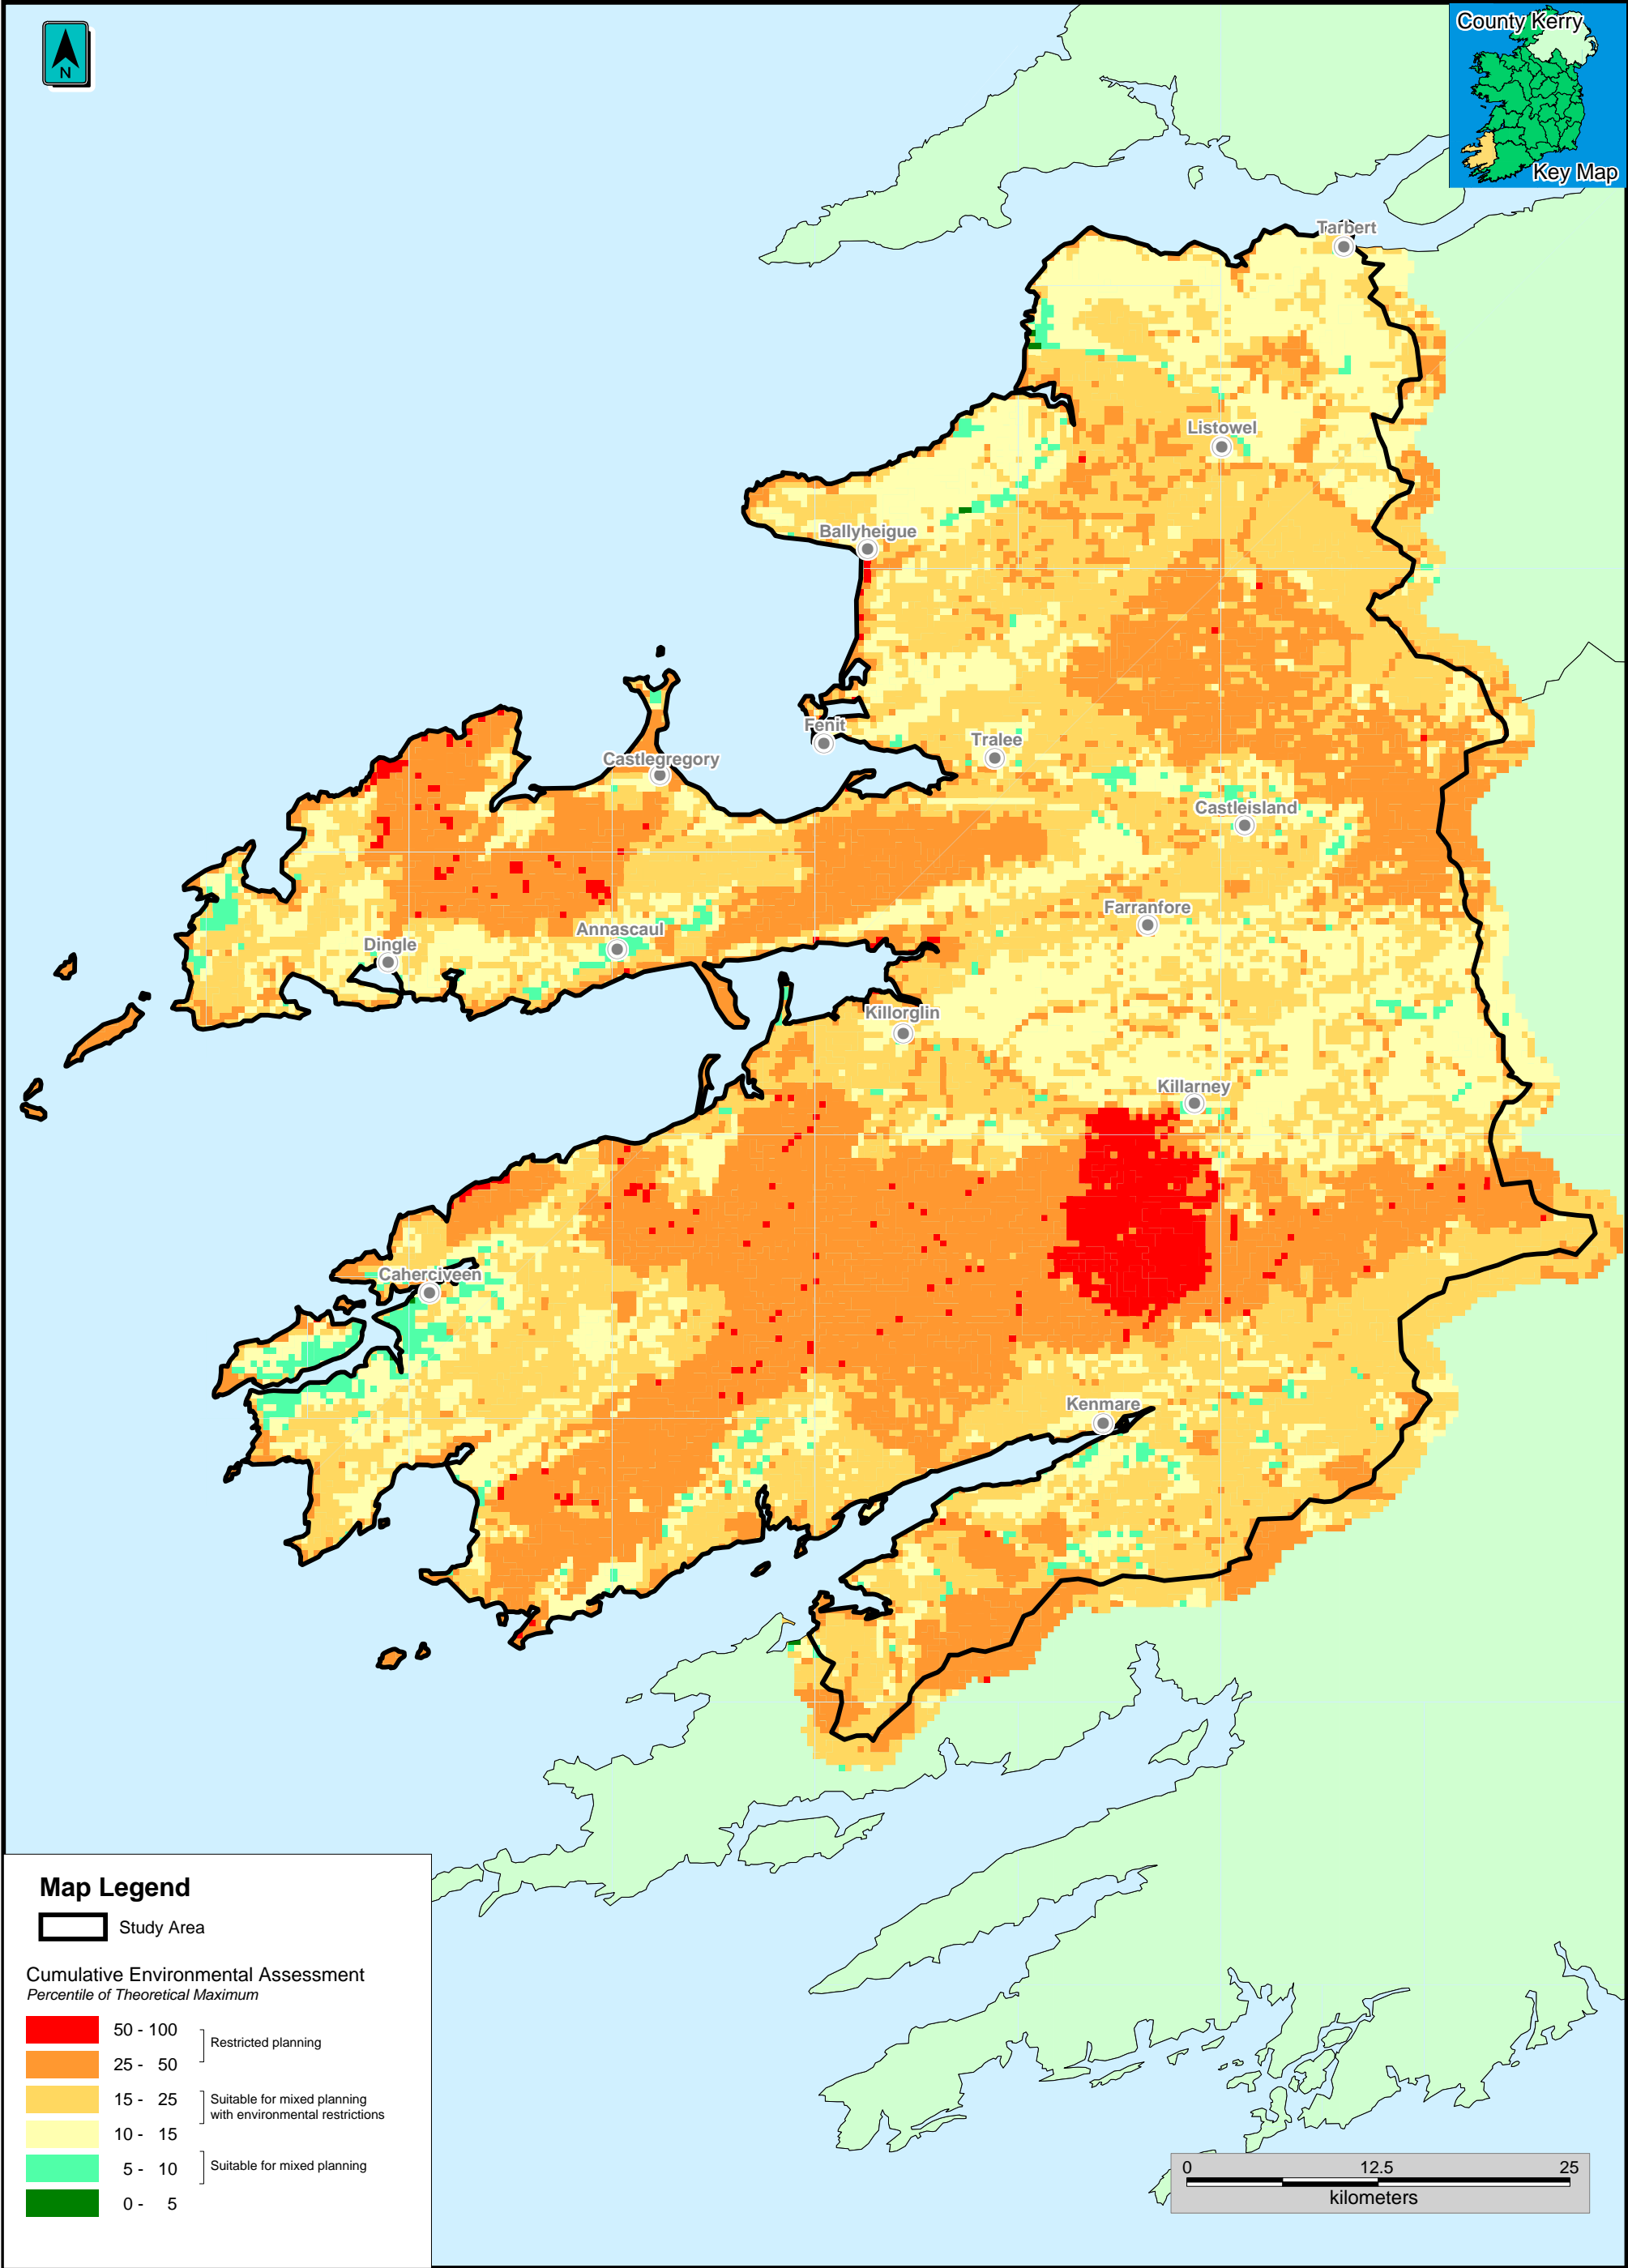 County Kerry
Key Map
N
Tarbert
Listowel
Ballyheigue
Fenit
Tralee
Castlegregory
Castleisland
Farranfore
Annascaul
Dingle
Killorglin
Killarney
Caherciveen
Kenmare
Map Legend
Study Area
Cumulative Environmental Assessment
Percentile of Theoretical Maximum
50 - 100
Restricted planning
25 - 50
15 - 25
Suitable for mixed planning
with environmental restrictions
10 - 15
5 - 10
Suitable for mixed planning
0 - 5
0 12.5 25
kilometers